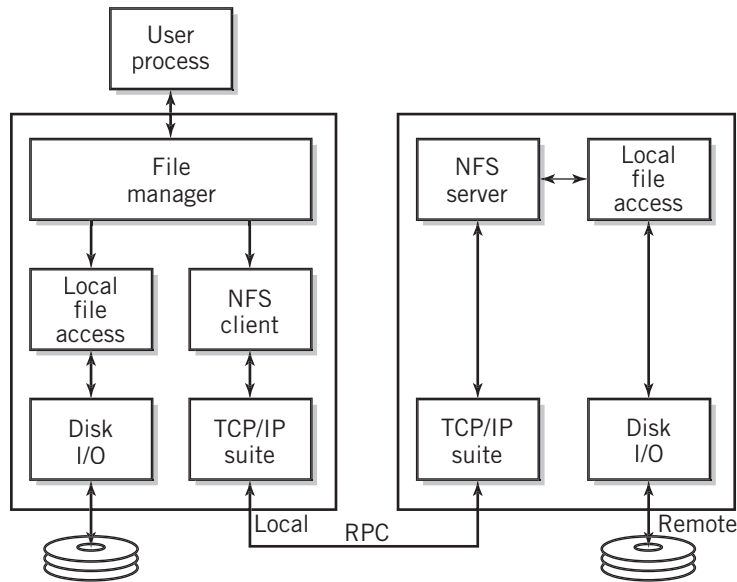 User
process
File
manager
Local
file
access
NFS
client
Disk
I/O
TCP/IP
suite
Local
RPC
NFS
server
Local
file
access
TCP/IP
suite
Disk
I/O
Remote